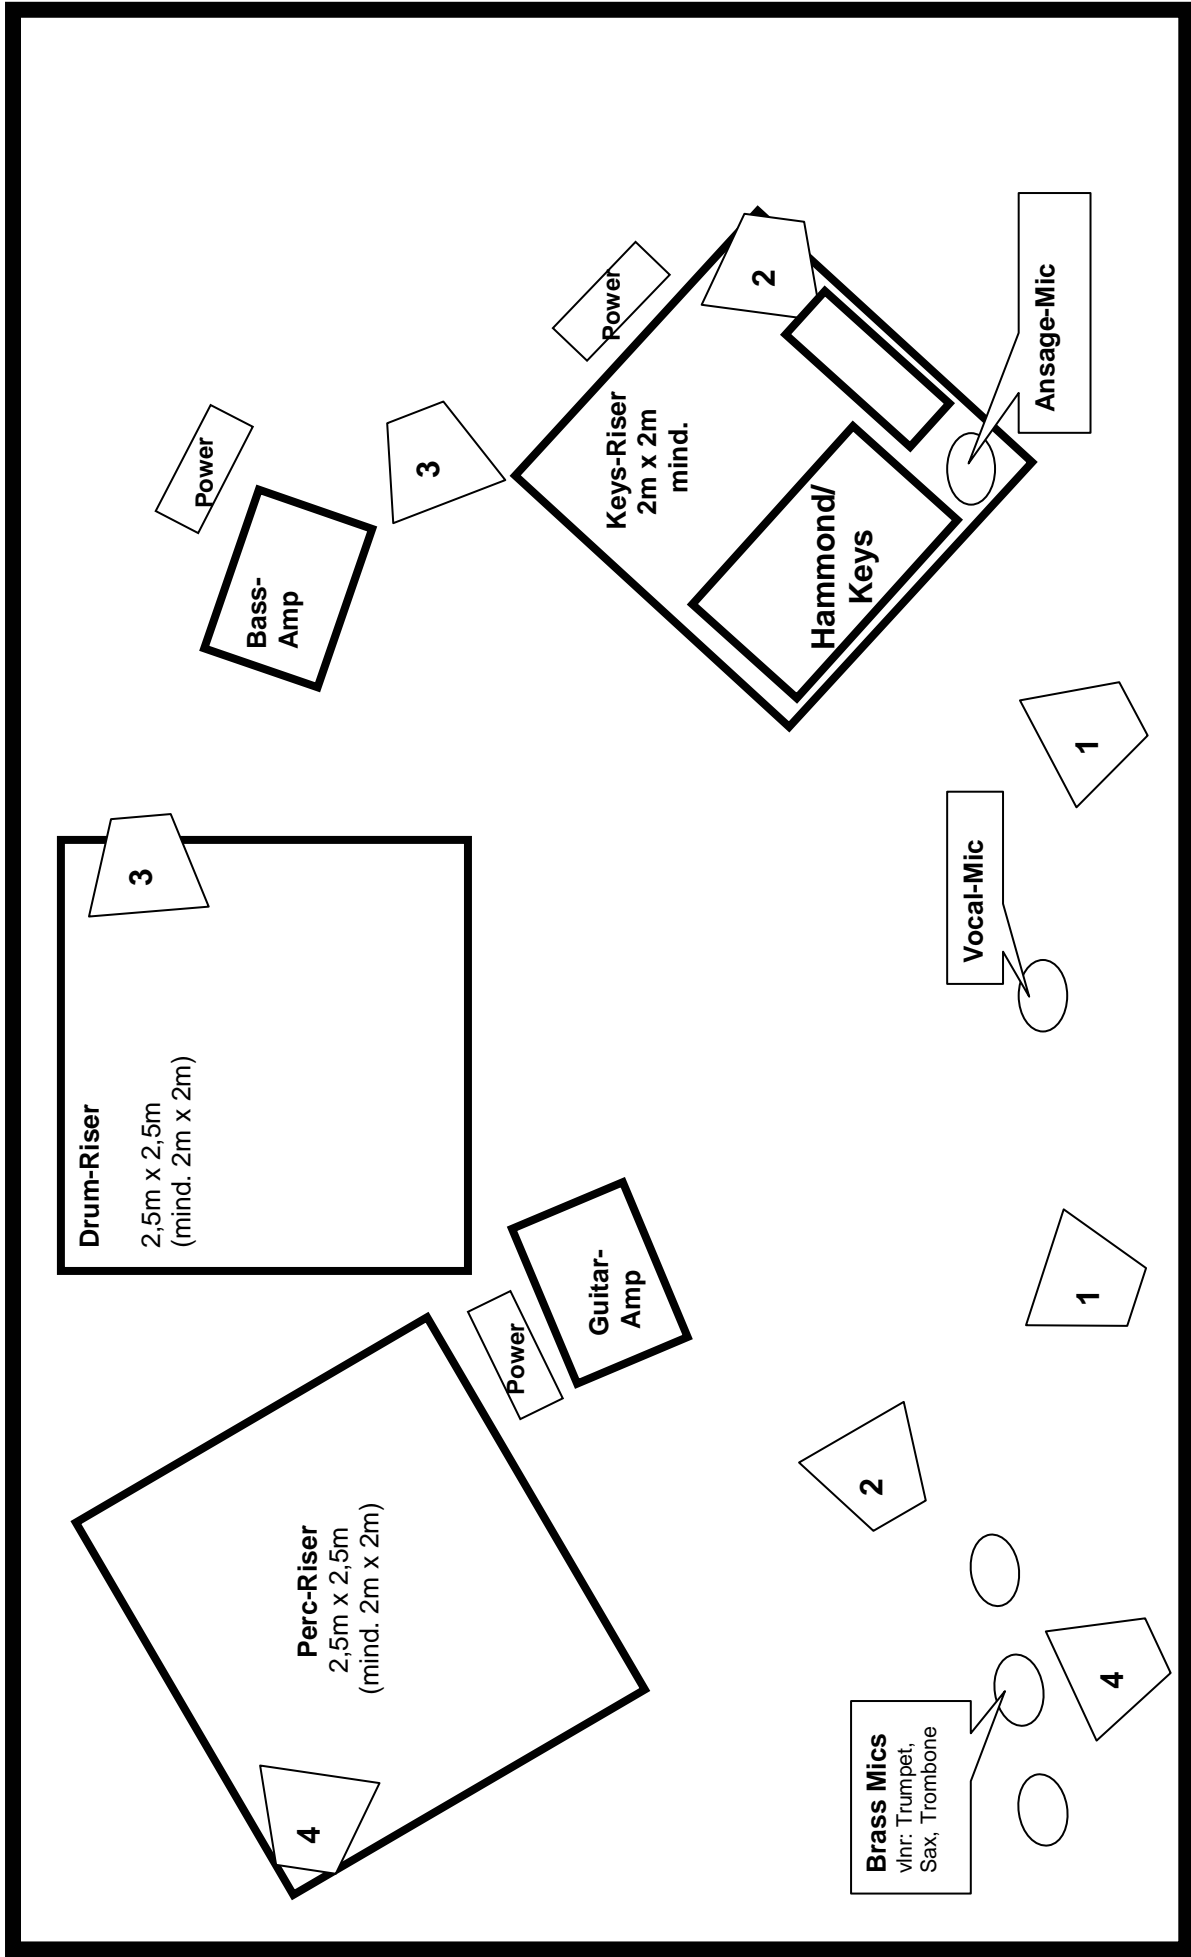 Drum-Riser
2,5m x 2,5m
(mind. 2m x 2m)
3
Power
Bass-
Amp
3
Perc-Riser
2,5m x 2,5m
(mind. 2m x 2m)
4
Power
Guitar-
Amp
Power
Keys-Riser
2m x 2m
mind.
2
Hammond/
Keys
Ansage-Mic
2
Brass Mics
vlnr: Trumpet,
Sax, Trombone
4
Vocal-Mic
1
1